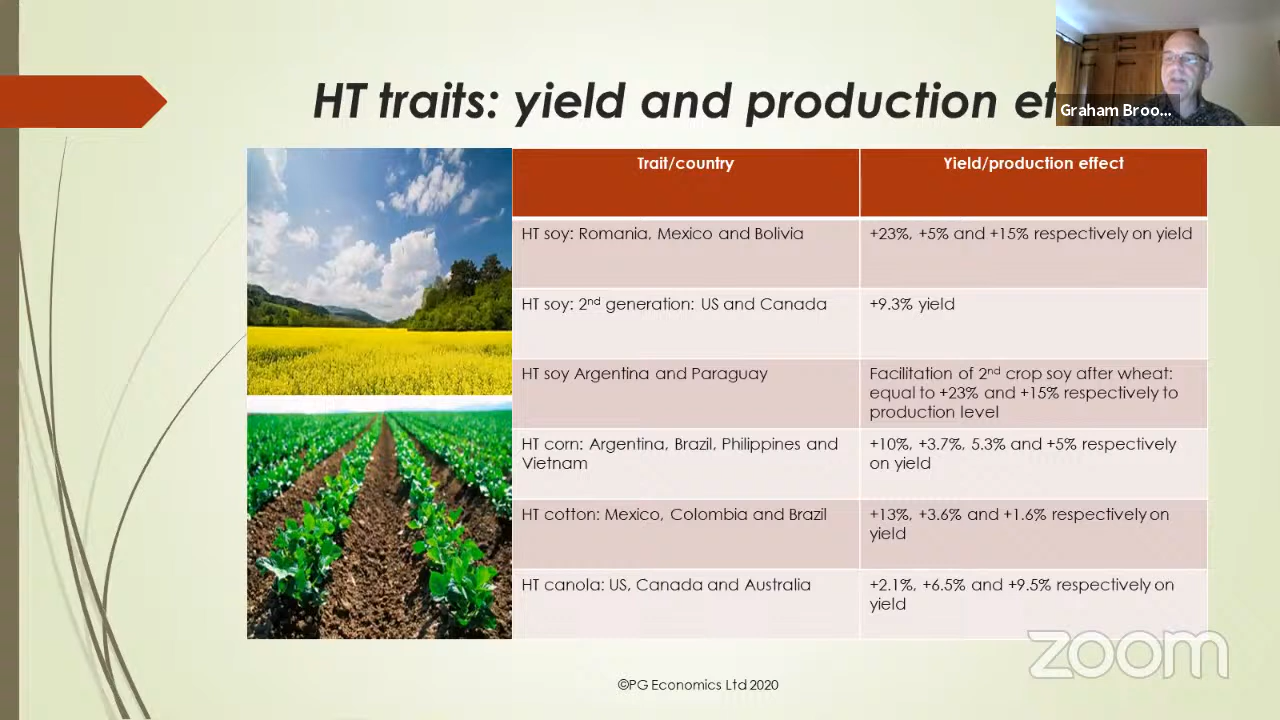 HT traits: yield and production ef
Graham Broo...
Trait/country
Yield/production effect
HT soy: Romania, Mexico and Bolivia
+23%, +5% and +15% respectively on yield
HT soy: 2nd generation: US and Canada
+9.3% yield
HT soy Argentina and Paraguay
Facilitation of 2nd crop soy after wheat:
equal to +23% and +15% respectively to
production level
HT corn: Argentina, Brazil, Philippines and
Vietnam
+10%, +3.7%, 5.3% and +5% respectively
on yield
HT cotton: Mexico, Colombia and Brazil
+13%, +3.6% and +1.6% respectively on
yield
HT canola: US, Canada and Australia
+2.1%, +6.5% and +9.5% respectively on
yield
©PG Economics Ltd 2020
zoom